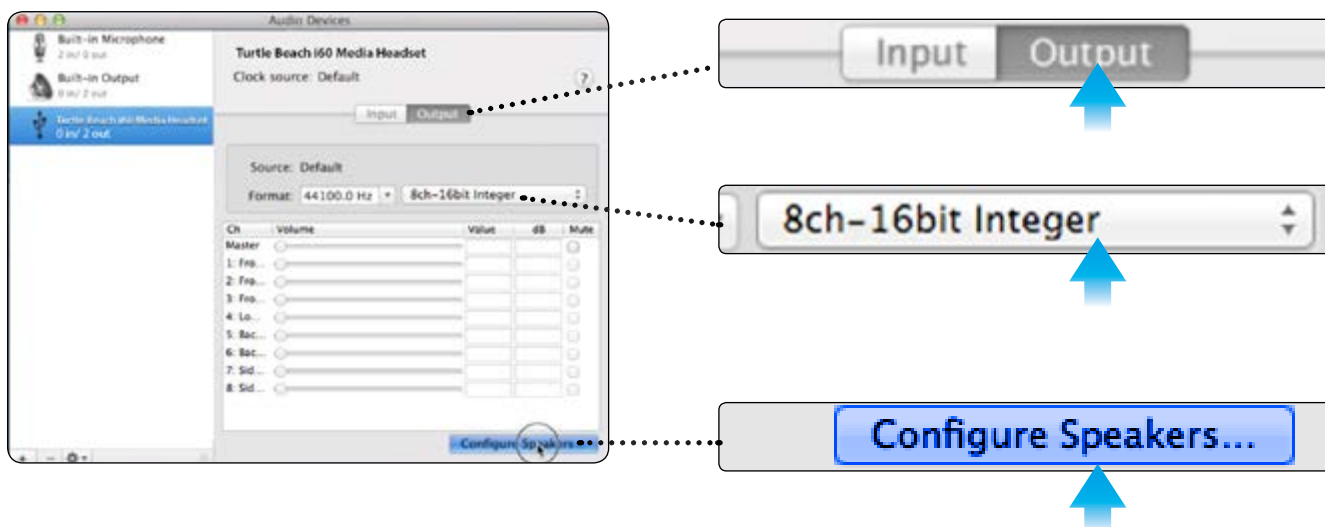 Audio Devices
Built-in Microphone
2 in/ 0 out
Built-in Output
0 in/ 2 out
Turtle Beach i60 Media Headset
0 in/ 2 out
Turtle Beach i60 Media Headset
Clock source: Default
?
Input Output
Source: Default
Format: 44100.0 Hz 8ch-16bit Integer
Ch Volume Value dB Mute
Master
1: Fro...
2: Fro...
3: Fro...
4: Lo...
5: Bac...
6: Bac...
7: Sid...
8: Sid...
Configure Speakers...
Input Output
8ch-16bit Integer
Configure Speakers...